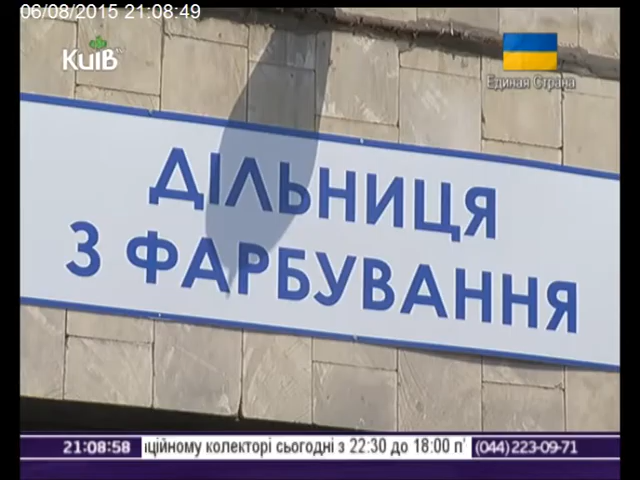 06/08/2015 21:08:49
КиїВ
Единая Страна
ДІЛЬНИЦЯ
З ФАРБУВАННЯ
21:08:58 ційному колекторі сьогодні з 22:30 до 18:00 п' (044)223-09-71